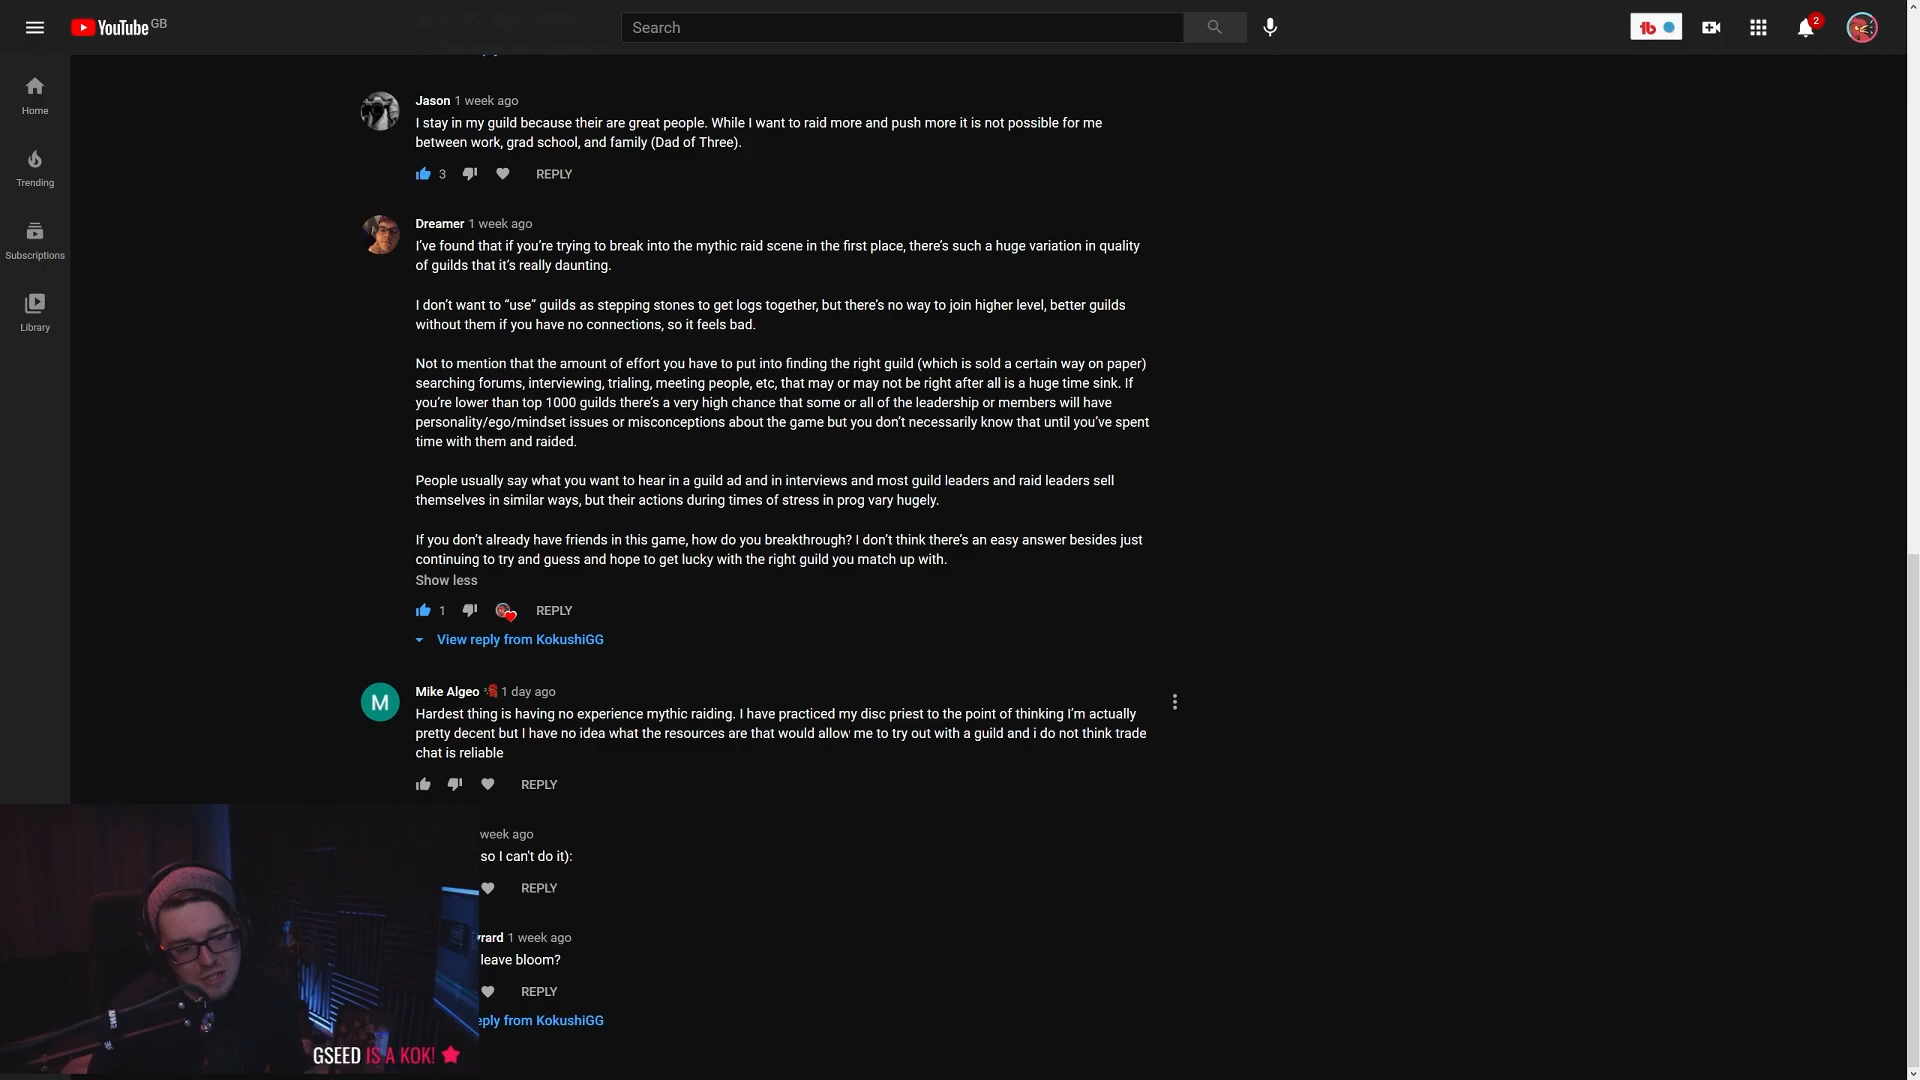 YouTube GB
Search
2
Home
Trending
Subscriptions
Library
Jason 1 week ago
I stay in my guild because their are great people. While I want to raid more and push more it is not possible for me
between work, grad school, and family (Dad of Three).
3 REPLY
Dreamer 1 week ago
I’ve found that if you’re trying to break into the mythic raid scene in the first place, there’s such a huge variation in quality
of guilds that it’s really daunting.
I don’t want to “use” guilds as stepping stones to get logs together, but there’s no way to join higher level, better guilds
without them if you have no connections, so it feels bad.
Not to mention that the amount of effort you have to put into finding the right guild (which is sold a certain way on paper)
searching forums, interviewing, trialing, meeting people, etc, that may or may not be right after all is a huge time sink. If
you’re lower than top 1000 guilds there’s a very high chance that some or all of the leadership or members will have
personality/ego/mindset issues or misconceptions about the game but you don’t necessarily know that until you’ve spent
time with them and raided.
People usually say what you want to hear in a guild ad and in interviews and most guild leaders and raid leaders sell
themselves in similar ways, but their actions during times of stress in prog vary hugely.
If you don’t already have friends in this game, how do you breakthrough? I don’t think there’s an easy answer besides just
continuing to try and guess and hope to get lucky with the right guild you match up with.
Show less
1 REPLY
View reply from KokushiGG
M
Mike Algeo 1 day ago
Hardest thing is having no experience mythic raiding. I have practiced my disc priest to the point of thinking I’m actually
pretty decent but I have no idea what the resources are that would allow me to try out with a guild and i do not think trade
chat is reliable
REPLY
week ago
so I can't do it):
REPLY
vrard 1 week ago
leave bloom?
REPLY
eply from KokushiGG
GSEED IS A KOK!